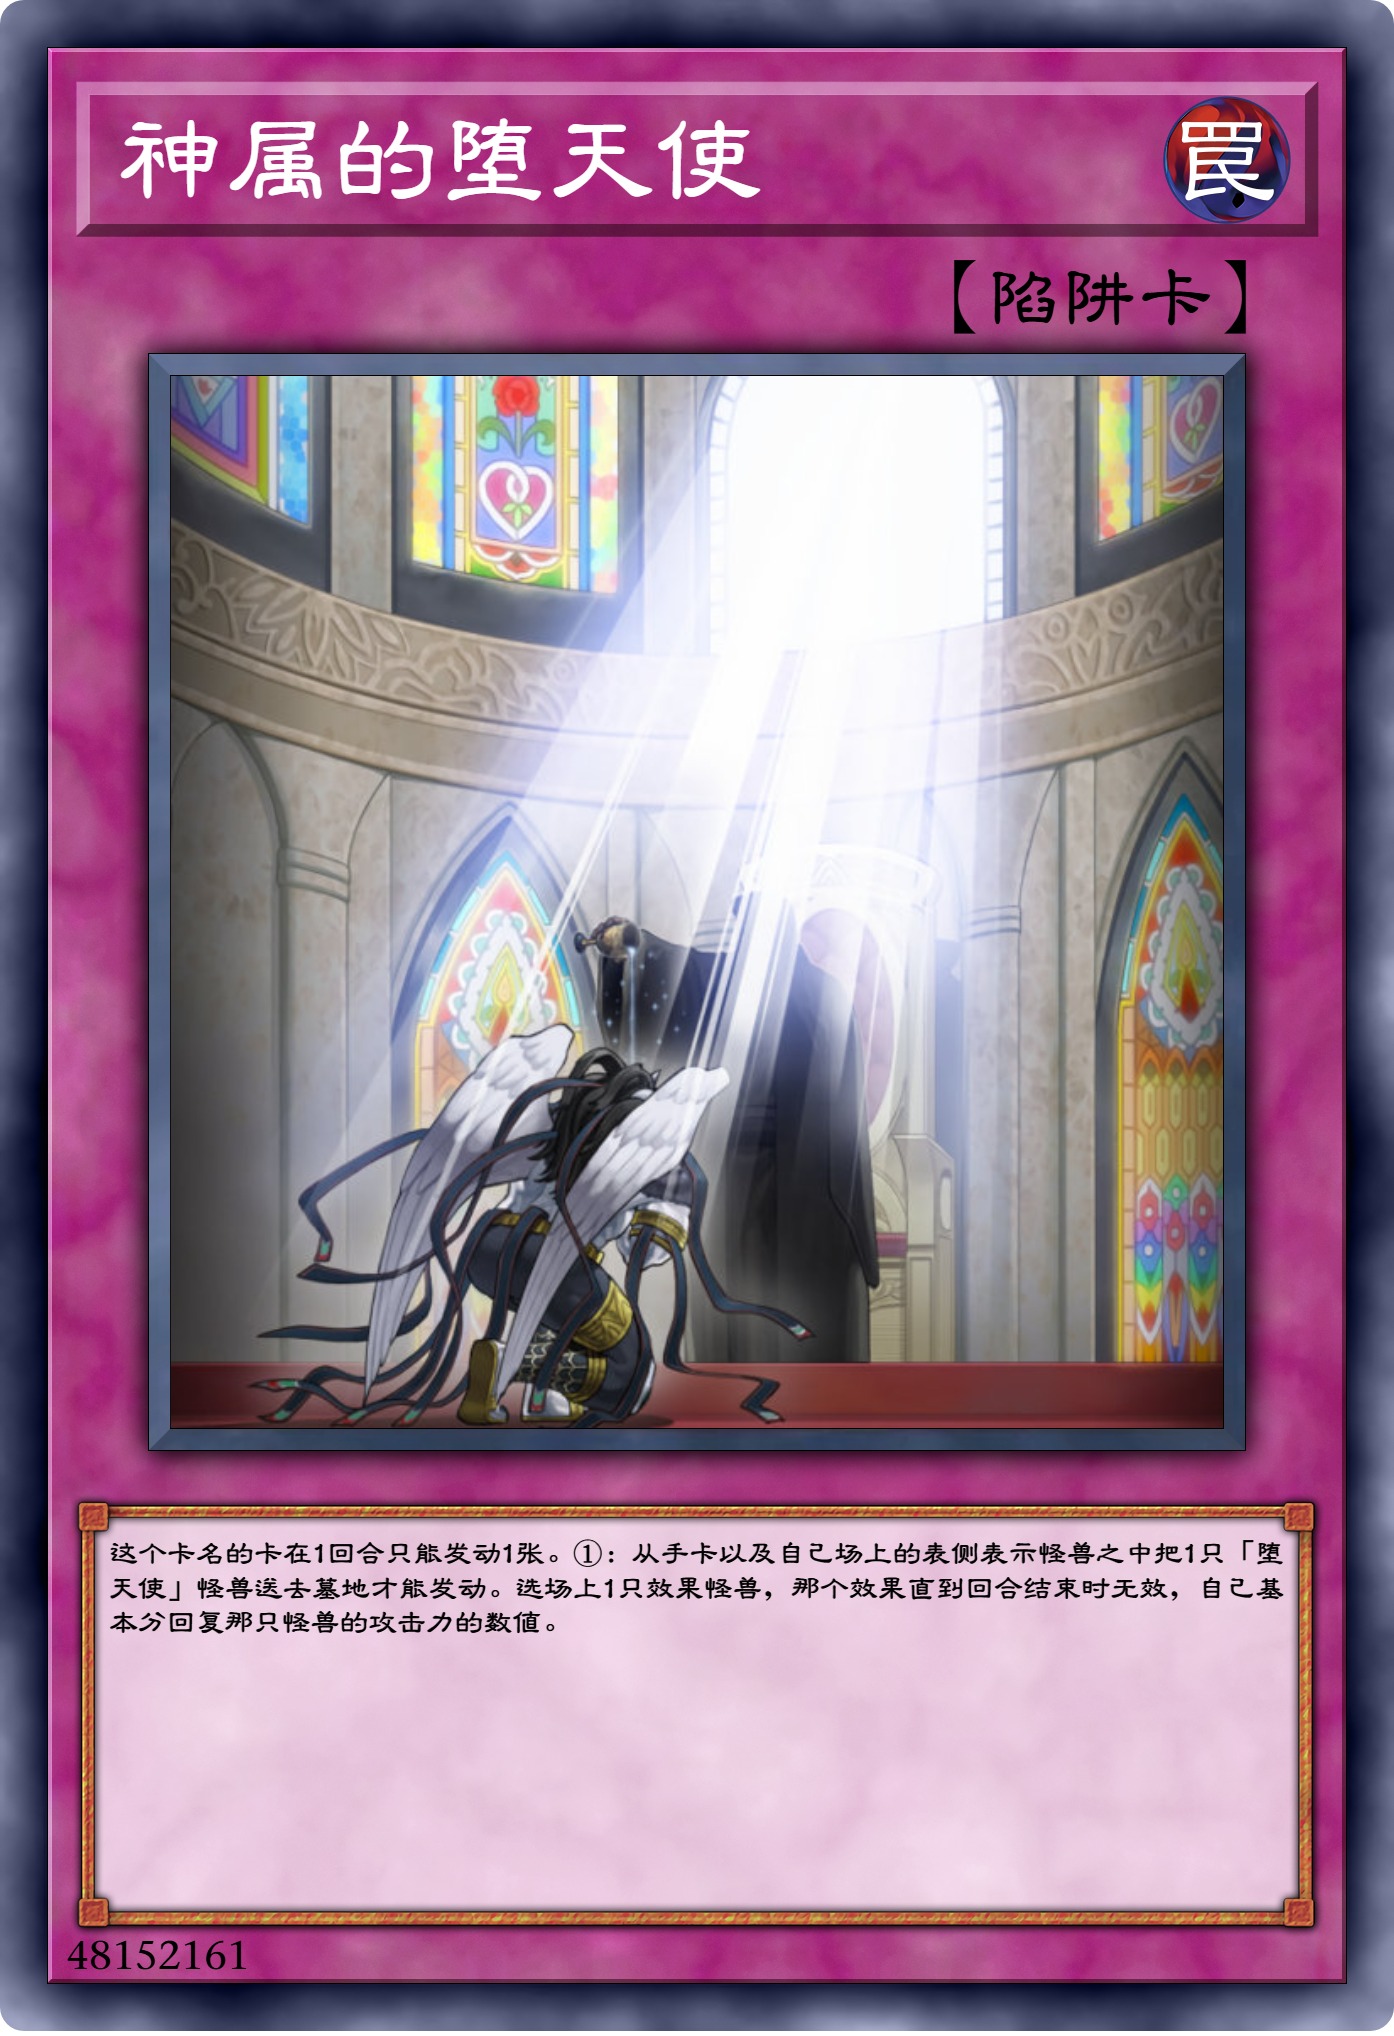 神属的堕天使
罠
【陷阱卡】
这个卡名的卡在1回合只能发动1张。①：从手卡以及自己场上的表侧表示怪兽之中把1只「堕
天使」怪兽送去墓地才能发动。选场上1只效果怪兽，那个效果直到回合结束时无效，自己基
本分回复那只怪兽的攻击力的数值。
48152161